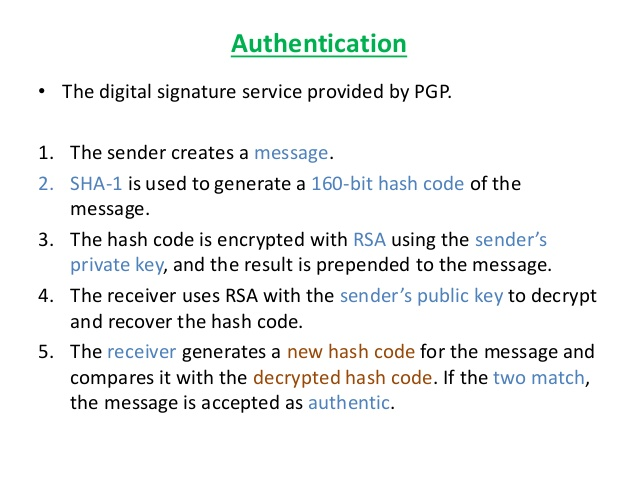 Authentication
• The digital signature service provided by PGP.
1. The sender creates a message.
2. SHA-1 is used to generate a 160-bit hash code of the
message.
3. The hash code is encrypted with RSA using the sender’s
private key, and the result is prepended to the message.
4. The receiver uses RSA with the sender’s public key to decrypt
and recover the hash code.
5. The receiver generates a new hash code for the message and
compares it with the decrypted hash code. If the two match,
the message is accepted as authentic.